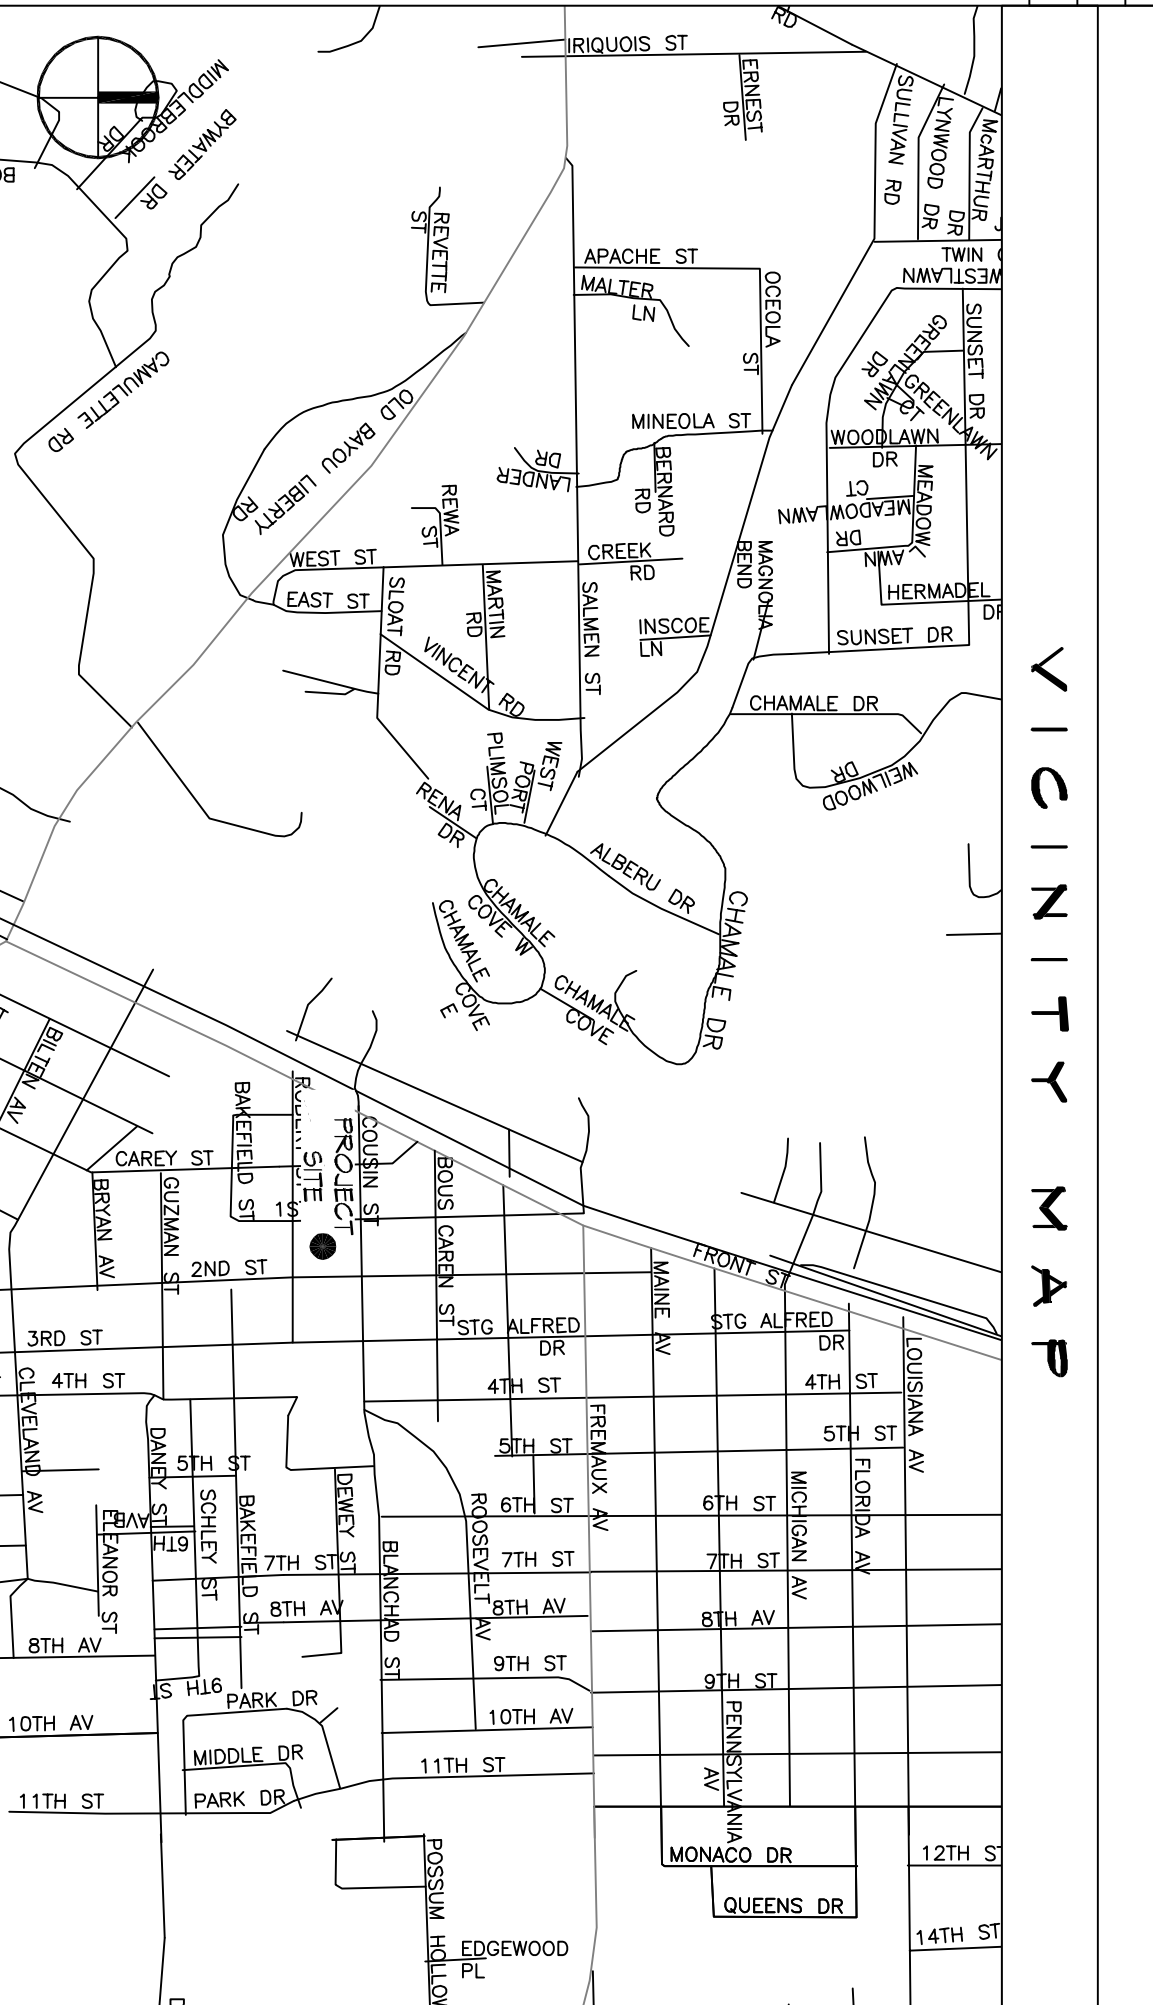 RD
IRIQUOIS ST
ERNEST
DR
SULLIVAN RD
LYNWOOD DR
McARTHUR
DR
MIDDLEBROOK
DR
BYWATER DR
REVETTE
ST
APACHE ST
MALTER
LN
OCEOLA
ST
TWIN
WESTLAWN
SUNSET DR
GREENLAWN
DR
GREENLAWN
CT
CAMULETTE RD
OLD BAYOU LIBERTY
RD
MINEOLA ST
WOODLAWN
DR
LANDER
DR
BERNARD
RD
MEADOWLAWN
CT
MEADOW
LAWN
DR
REWA
ST
WEST ST
CREEK
RD
MAGNOLIA
BEND
EAST ST
SLOAT RD
MARTIN
RD
SALMEN ST
INSCOE
LN
HERMADEL
DR
SUNSET DR
VINCENT RD
CHAMALE DR
WEILWOOD
DR
PLIMSOL
CT
WEST
PORT
RENA
DR
ALBERU DR
CHAMALE DR
CHAMALE
COVE W
CHAMALE
COVE
E
CHAMALE
COVE
VICINITY MAP
BILTEN AV
BAKEFIELD ST
PROJECT
SITE
COUSIN ST
CAREY ST
BRYAN AV
GUZMAN ST
1S
BOUS CAREN ST
2ND ST
FRONT ST
MAINE AV
3RD ST
STG ALFRED
DR
STG ALFRED
DR
CLEVELAND AV
4TH ST
4TH ST
4TH ST
LOUISIANA AV
DANEY ST
5TH ST
FREMAUX AV
5TH ST
5TH ST
SCHLEY ST
BAKEFIELD ST
DEWEY ST
ROOSEVELT AV
6TH ST
6TH ST
MICHIGAN AV
FLORIDA AV
ELEANOR ST
6TH
AVB
7TH ST
BLANCHAD ST
7TH ST
7TH ST
8TH AV
8TH AV
8TH AV
8TH AV
9TH ST
9TH ST
9TH ST
10TH AV
PARK DR
10TH AV
PENNSYLVANIA
AV
MIDDLE DR
11TH ST
11TH ST
PARK DR
POSSUM HOLLOW
MONACO DR
12TH ST
QUEENS DR
14TH ST
EDGEWOOD
PL